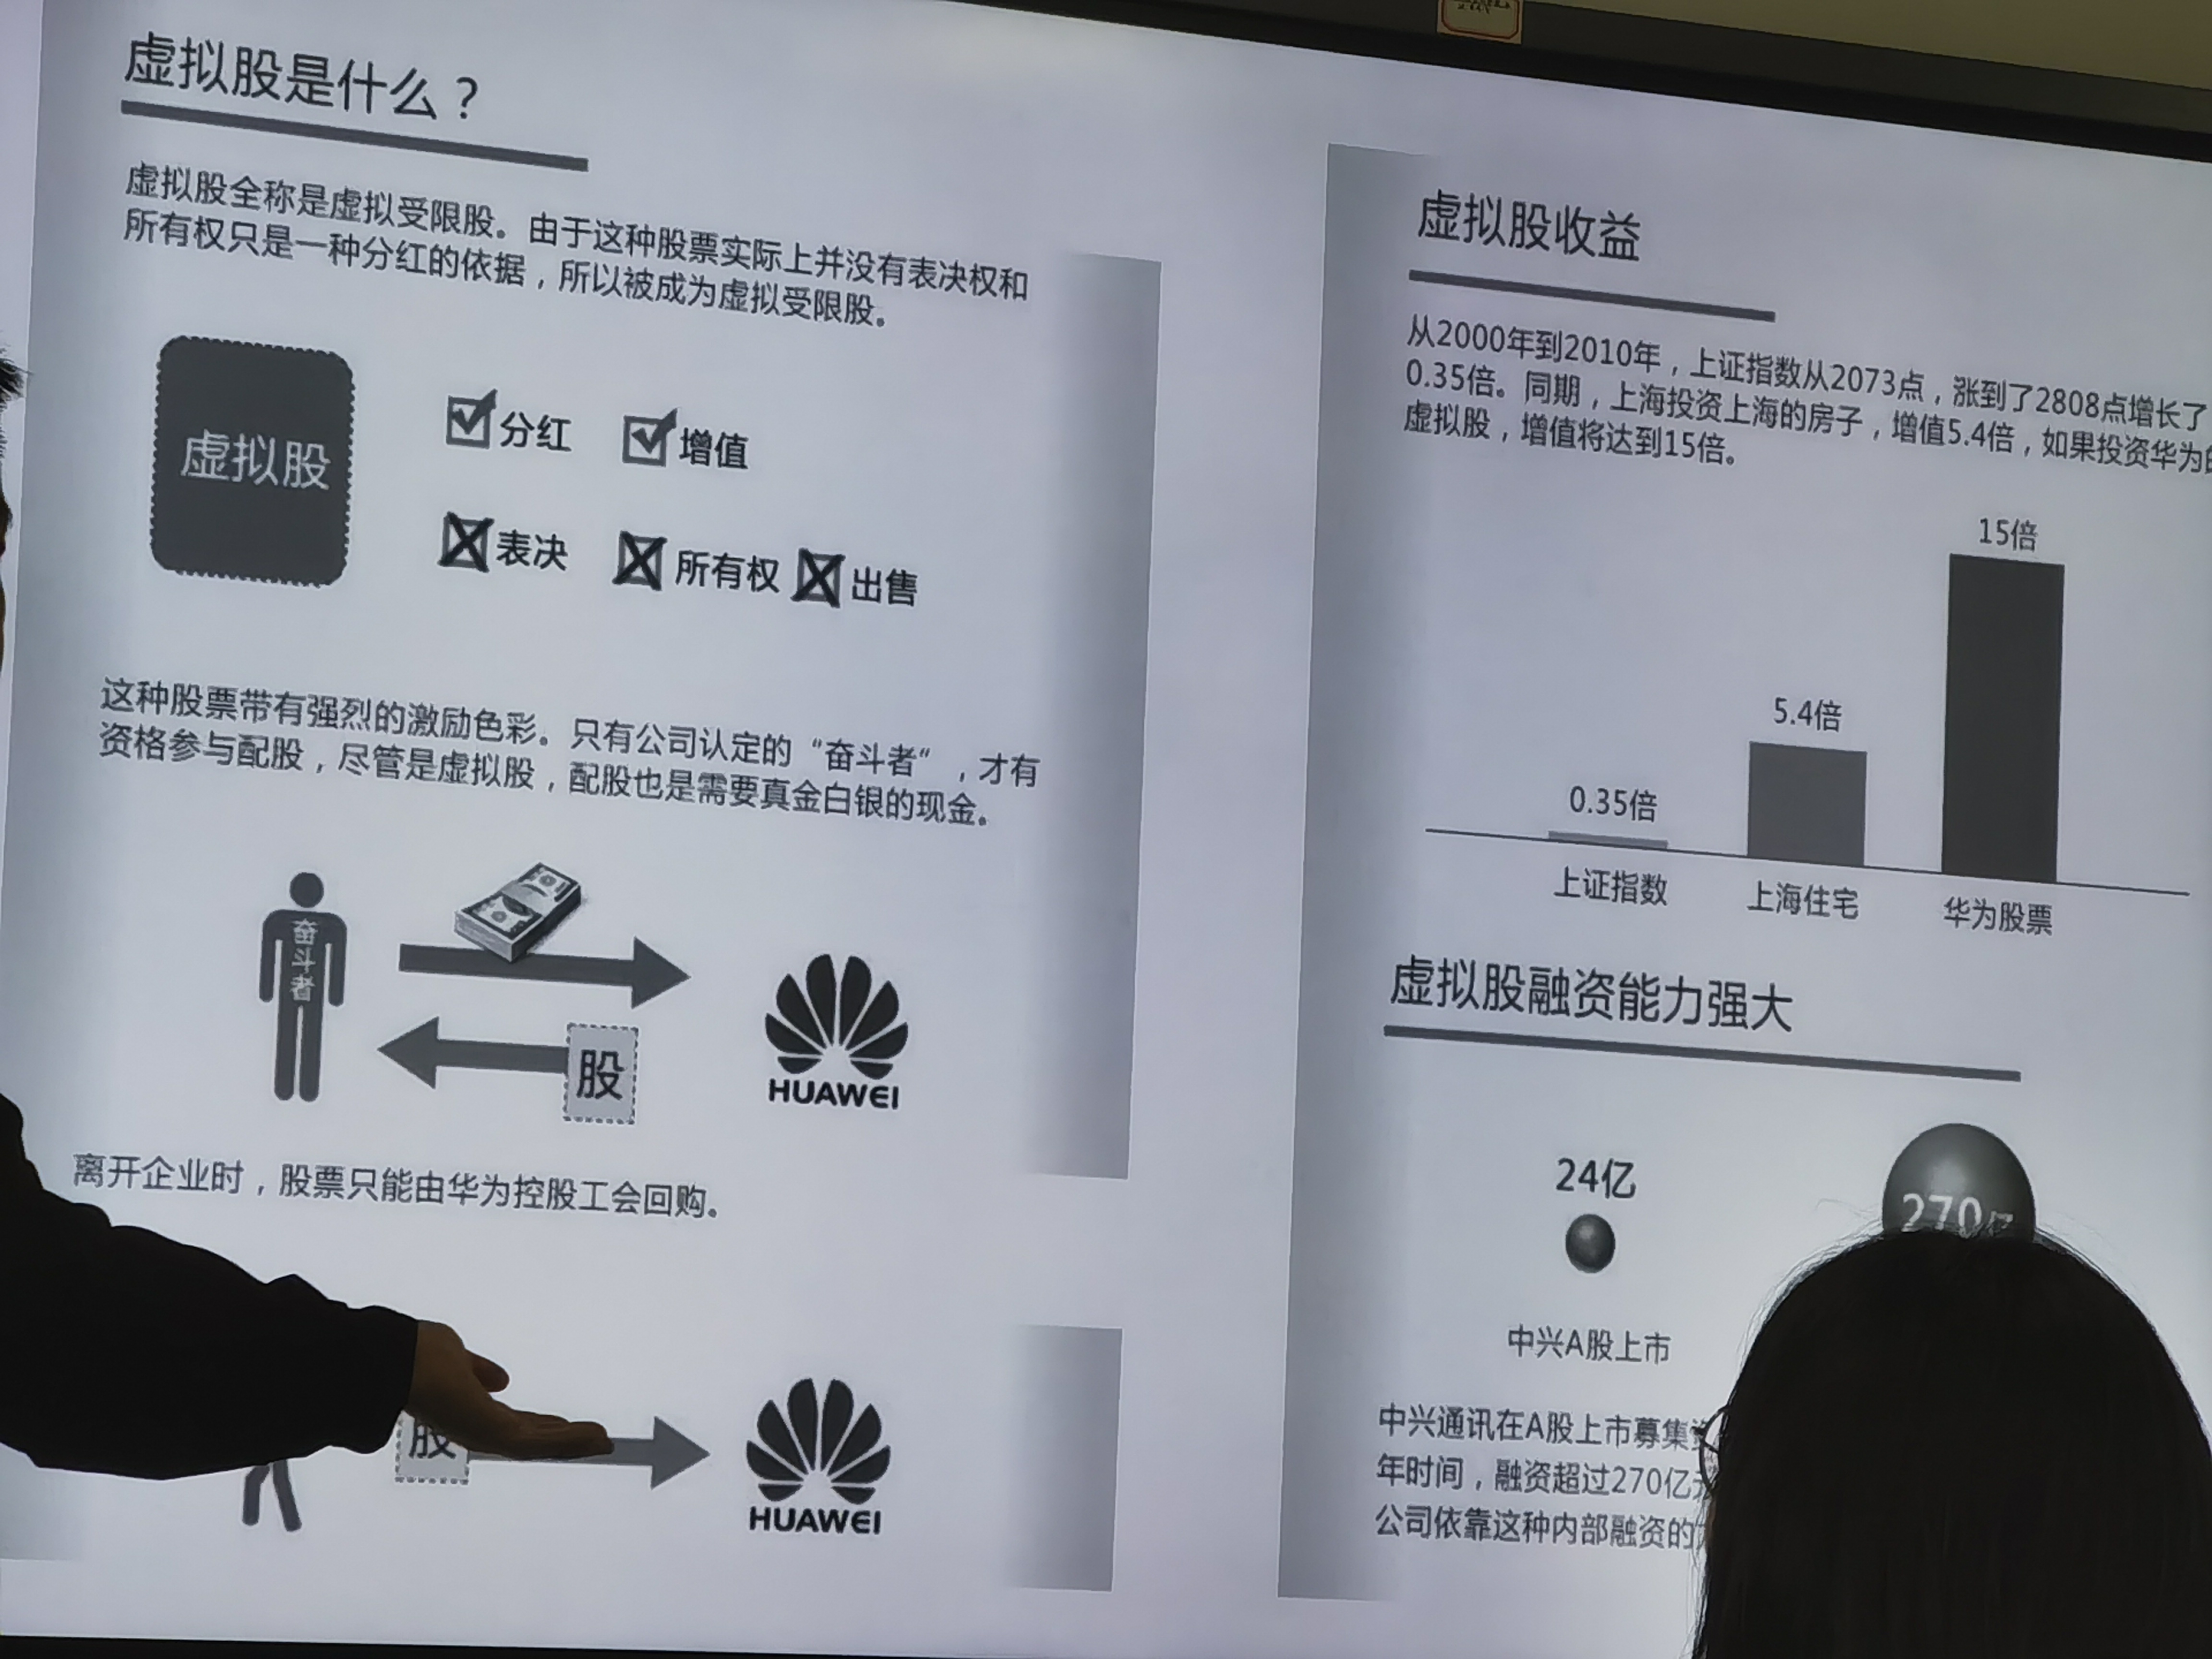 虚拟股是什么？
虚拟股全称是虚拟受限股。由于这种股票实际上并没有表决权和
所有权只是一种分红的依据，所以被成为虚拟受限股。
虚拟股
分红 增值
表决 所有权 出售
这种股票带有强烈的激励色彩。只有公司认定的“奋斗者“，才有
资格参与配股，尽管是虚拟股，配股也是需要真金白银的现金。
奋斗者
股
HUAWEI
离开企业时，股票只能由华为控股工会回购。
股
HUAWEI
虚拟股收益
从2000年到2010年，上证指数从2073点，涨到了2808点增长了
0.35倍。同期，上海投资上海的房子，增值5.4倍，如果投资华为的
虚拟股，增值将达到15倍。
15倍
5.4倍
0.35倍
上证指数 上海住宅 华为股票
虚拟股融资能力强大
24亿
270亿
中兴A股上市
中兴通讯在A股上市募集
年时间，融资超过270亿
公司依靠这种内部融资的